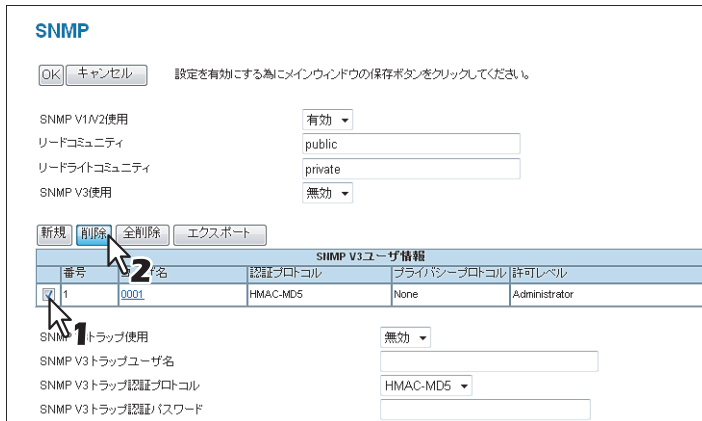 SNMP
OK キャンセル 設定を有効にする為にメインウィンドウの保存ボタンをクリックしてください。
SNMP V1/V2使用 有効
リードコミュニティ public
リードライトコミュニティ private
SNMP V3使用 無効
新規 削除 全削除 エクスポート
SNMP V3ユーザ情報
番号 ザ名 認証プロトコル プライバシープロトコル 許可レベル
1 0001 HMAC-MD5 None Administrator
2
1
SNMP トラップ使用 無効
SNMP V3トラップユーザ名
SNMP V3トラップ認証プロトコル HMAC-MD5
SNMP V3トラップ認証パスワード